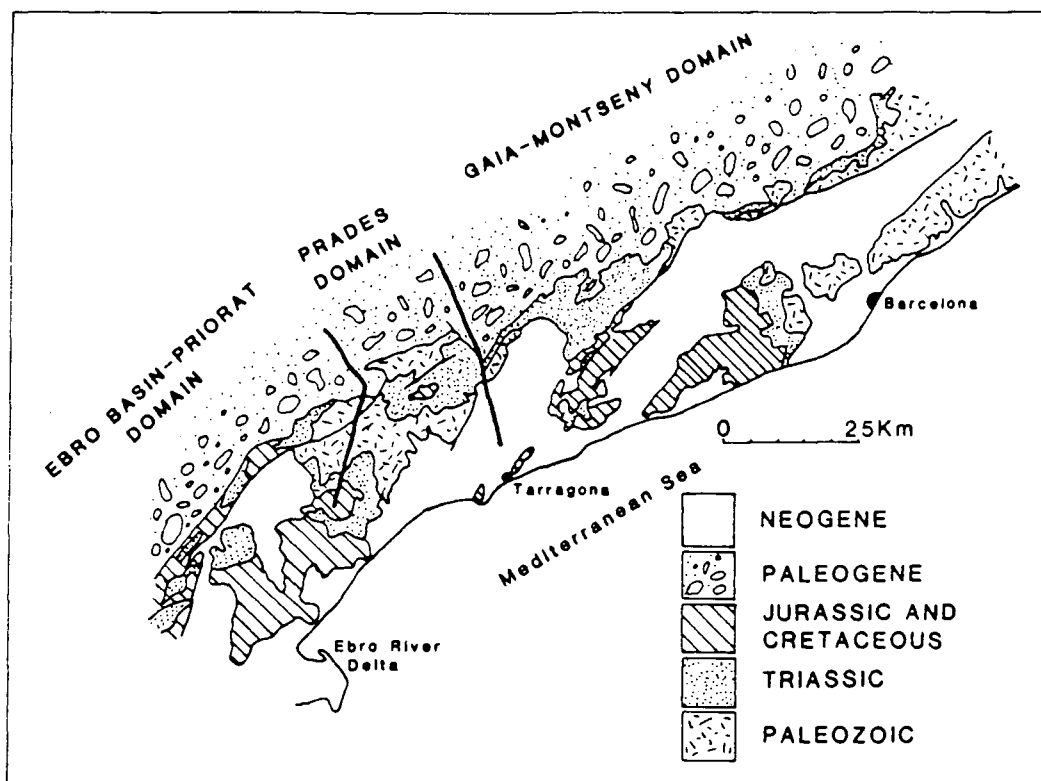 GAIA-MONTSENY DOMAIN
PRADES
DOMAIN
EBRO BASIN-PRIORAT
DOMAIN
Barcelona
0 25Km
Tarragona
Mediterranean Sea
Ebro River
Delta
NEOGENE
PALEOGENE
JURASSIC AND
CRETACEOUS
TRIASSIC
PALEOZOIC